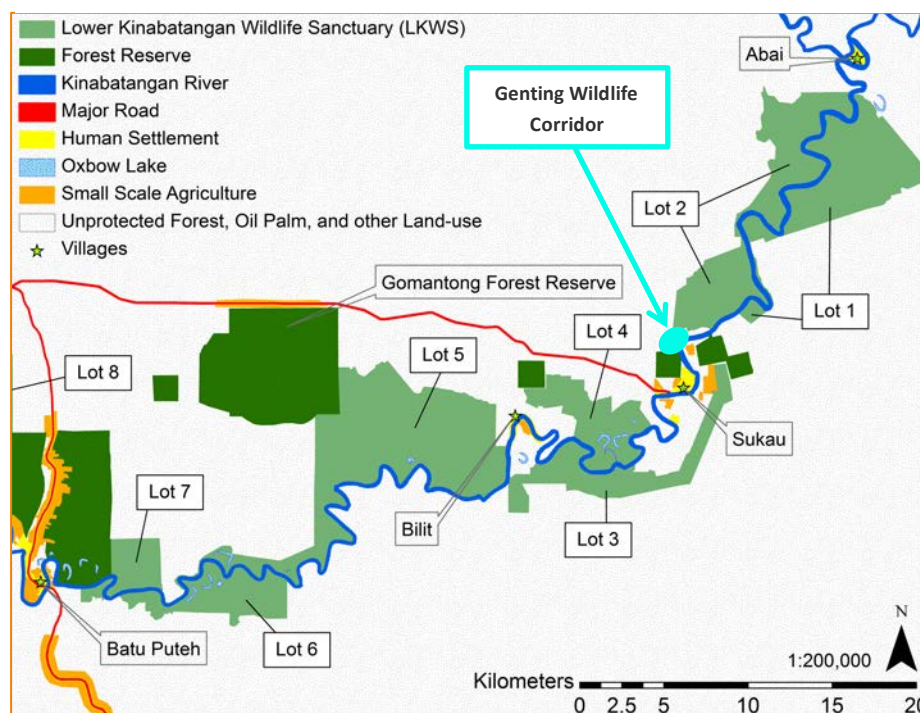 Lower Kinabatangan Wildlife Sanctuary (LKWS)
Forest Reserve
Kinabatangan River
Major Road
Human Settlement
Oxbow Lake
Small Scale Agriculture
Unprotected Forest, Oil Palm, and other Land-use
Villages
Genting Wildlife
Corridor
Abai
Lot 2
Gomantong Forest Reserve
Lot 1
Lot 4
Lot 5
Lot 8
Sukau
Lot 7
Bilit
Lot 3
Batu Puteh
Lot 6
N
1:200,000
Kilometers
0 2.5 5 10 15 20